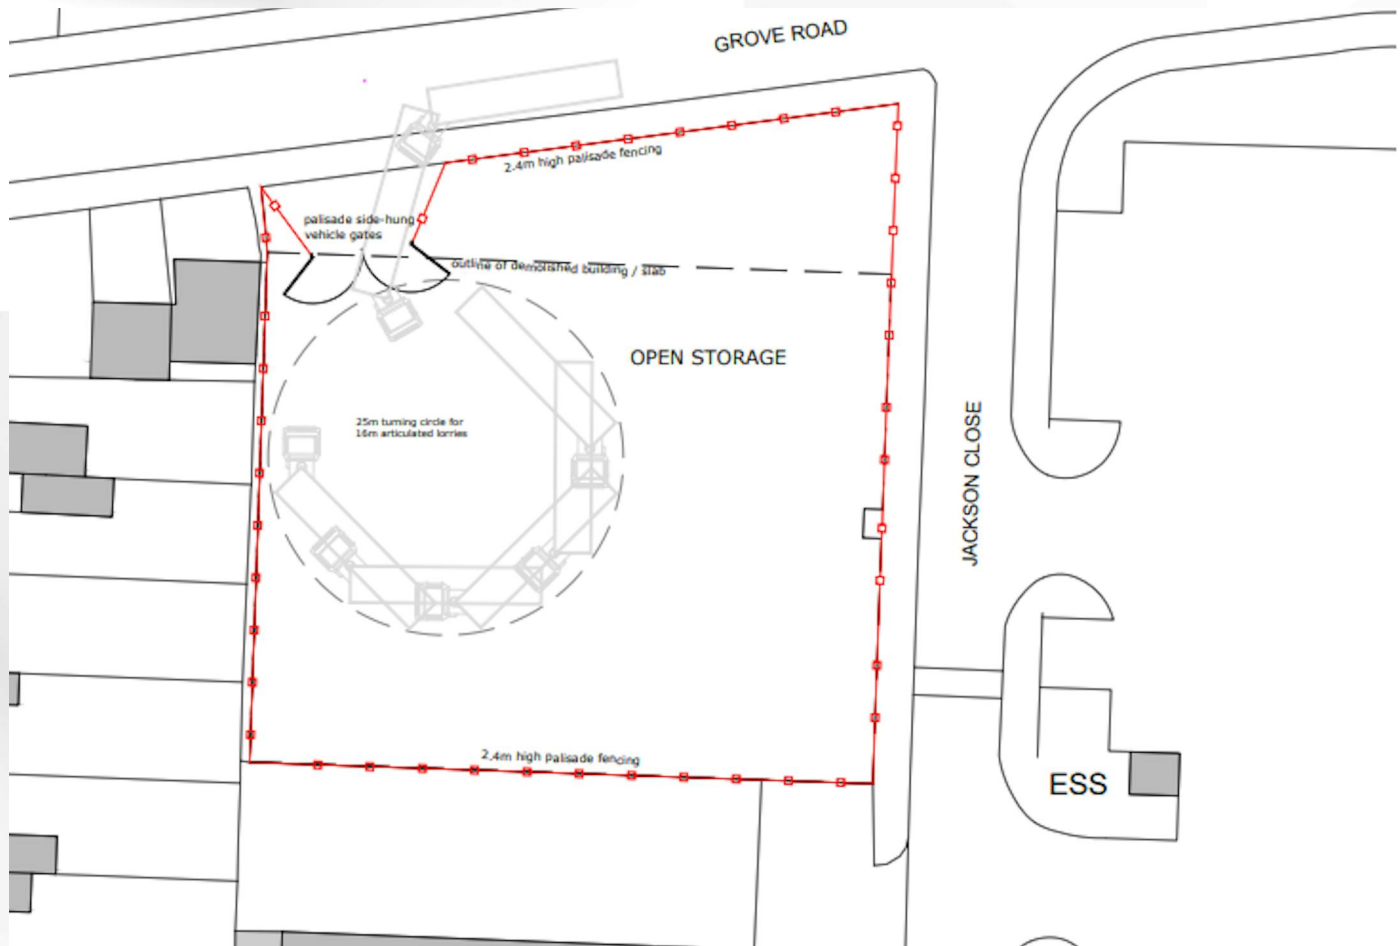 GROVE ROAD
2.4m high palisade fencing
palisade side-hung
vehicle gates
outline of demolished building / slab
OPEN STORAGE
25m turning circle for
16m articulated lorries
JACKSON CLOSE
2.4m high palisade fencing
ESS